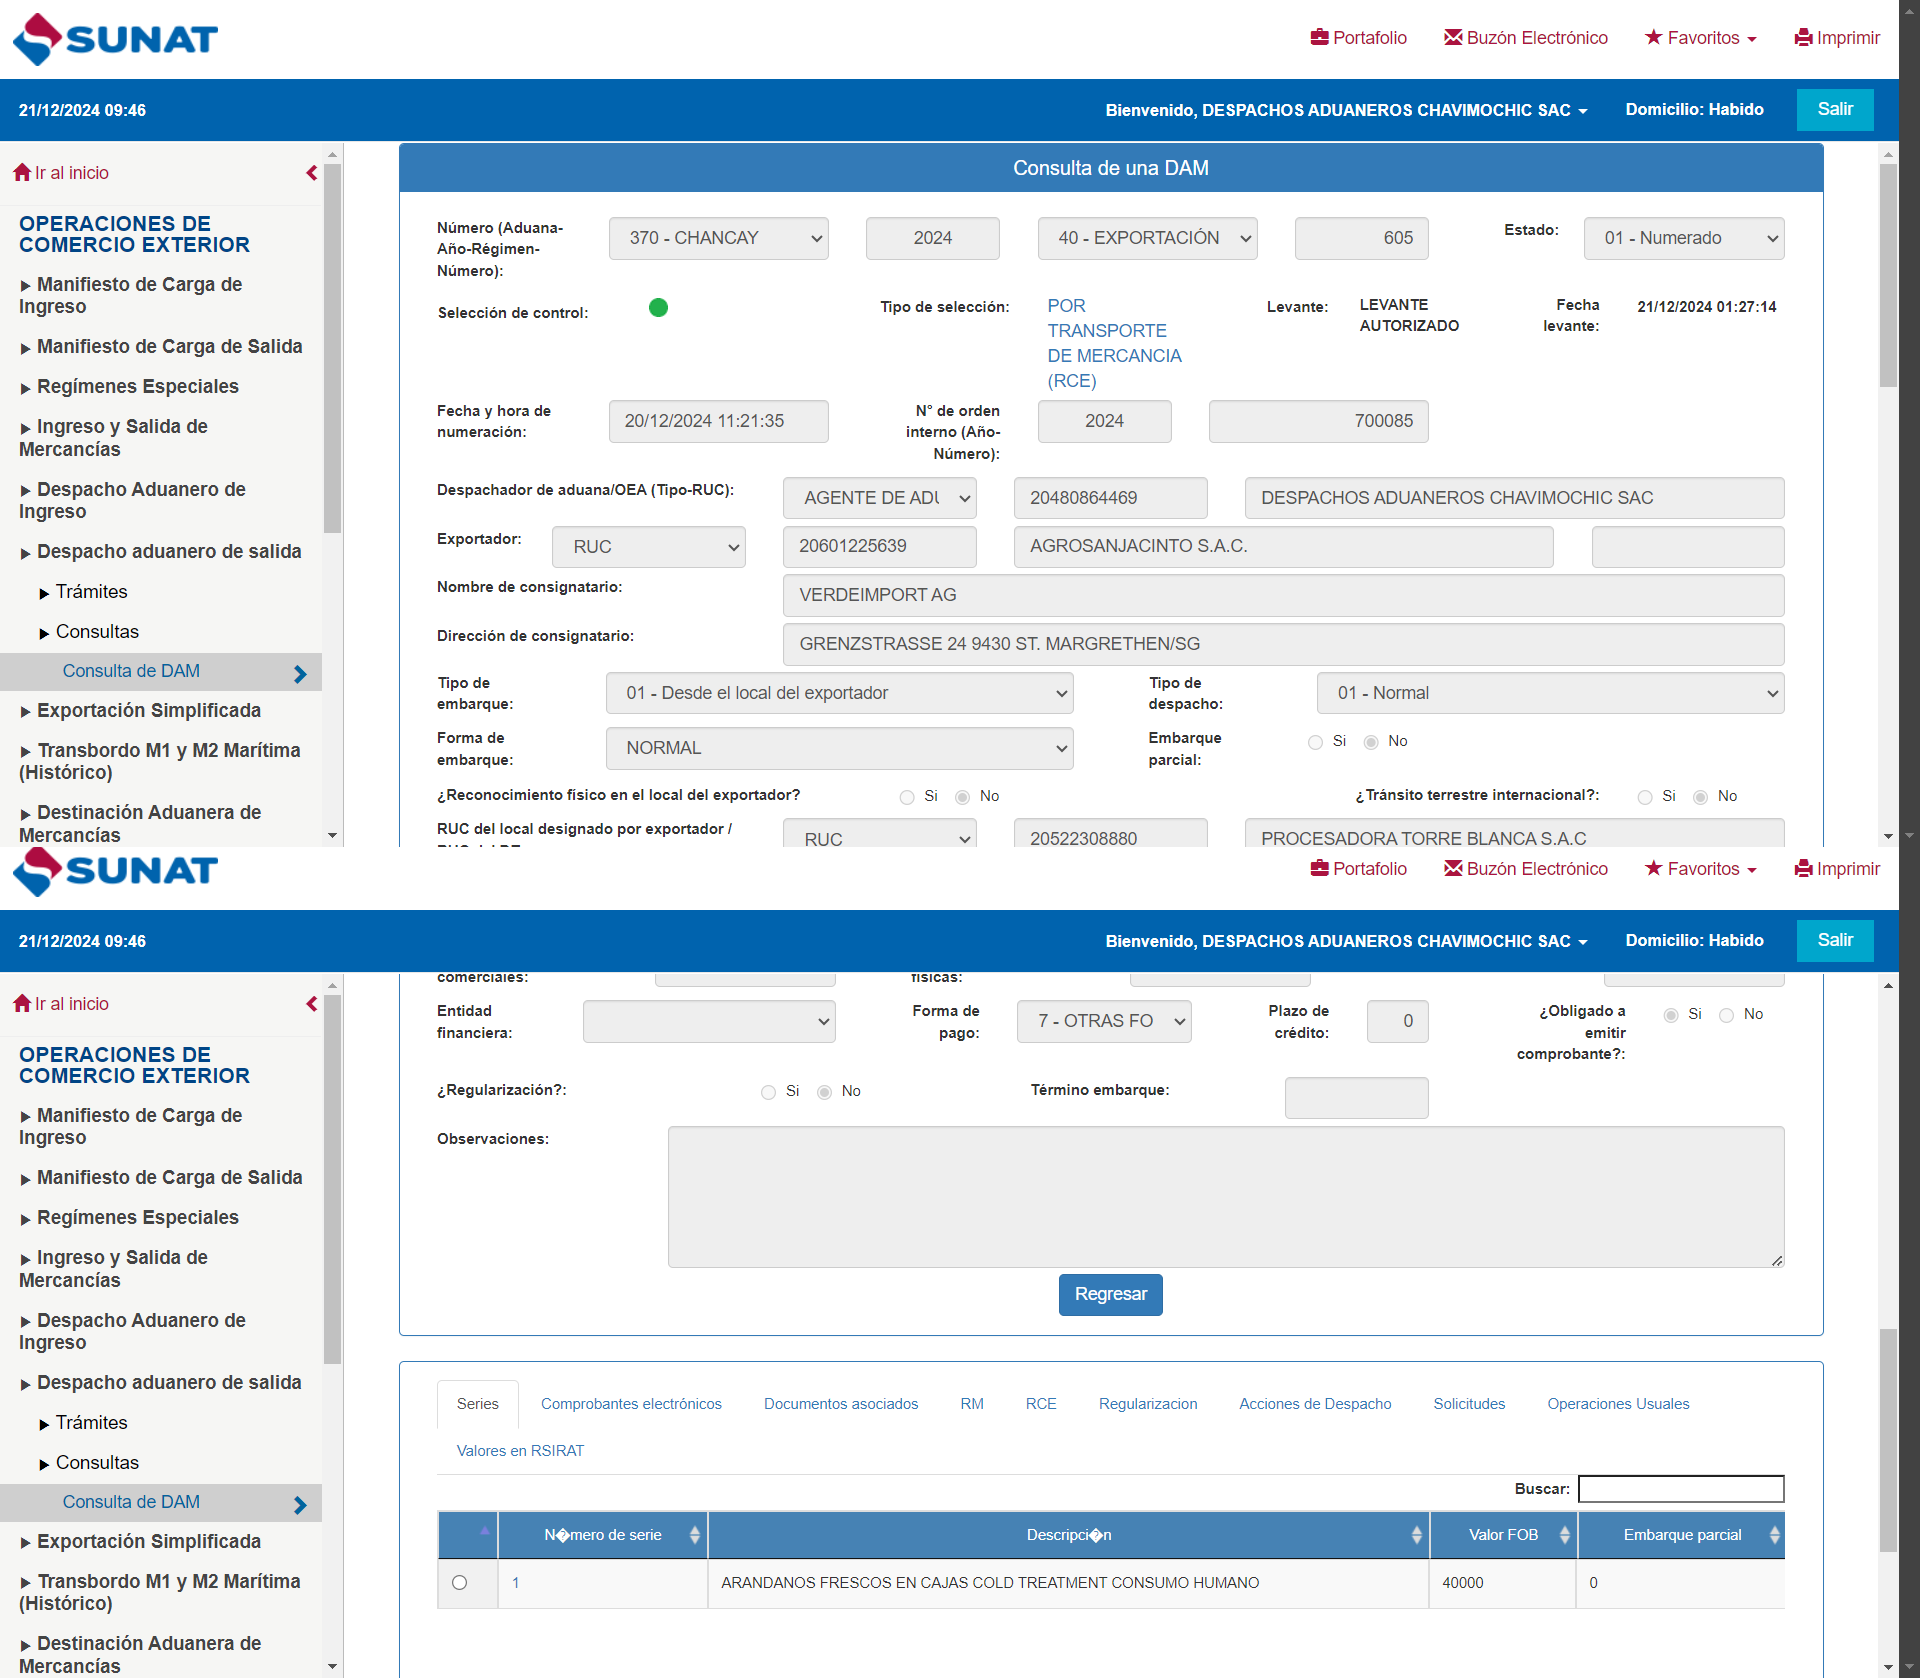 SUNAT
Portafolio Buzón Electrónico Favoritos Imprimir
21/12/2024 09:46 Bienvenido, DESPACHOS ADUANEROS CHAVIMOCHIC SAC Domicilio: Habido Salir
Ir al inicio
OPERACIONES DE
COMERCIO EXTERIOR
Manifiesto de Carga de
Ingreso
Manifiesto de Carga de Salida
Regímenes Especiales
Ingreso y Salida de
Mercancías
Despacho Aduanero de
Ingreso
Despacho aduanero de salida
Trámites
Consultas
Consulta de DAM
Exportación Simplificada
Transbordo M1 y M2 Marítima
(Histórico)
Destinación Aduanera de
Mercancías
Consulta de una DAM
Número (Aduana-
Año-Régimen-
Número):
370 - CHANCAY 2024 40 - EXPORTACIÓN 605 Estado: 01 - Numerado
Selección de control: Tipo de selección:
POR
TRANSPORTE
DE MERCANCIA
(RCE)
Levante:
LEVANTE
AUTORIZADO
Fecha
levante:
21/12/2024 01:27:14
Fecha y hora de
numeración:
20/12/2024 11:21:35
N° de orden
interno (Año-
Número):
2024 700085
Despachador de aduana/OEA (Tipo-RUC): AGENTE DE ADU 20480864469 DESPACHOS ADUANEROS CHAVIMOCHIC SAC
Exportador: RUC 20601225639 AGROSANJACINTO S.A.C.
Nombre de consignatario: VERDEIMPORT AG
Dirección de consignatario: GRENZSTRASSE 24 9430 ST. MARGRETHEN/SG
Tipo de
embarque:
01 - Desde el local del exportador
Tipo de
despacho:
01 - Normal
Forma de
embarque:
NORMAL
Embarque
parcial:
Si No
¿Reconocimiento físico en el local del exportador? Si No ¿Tránsito terrestre internacional?: Si No
RUC del local designado por exportador /
RUC 20522308880 PROCESADORA TORRE BLANCA S.A.C
SUNAT
Portafolio Buzón Electrónico Favoritos Imprimir
21/12/2024 09:46 Bienvenido, DESPACHOS ADUANEROS CHAVIMOCHIC SAC Domicilio: Habido Salir
Ir al inicio
OPERACIONES DE
COMERCIO EXTERIOR
Manifiesto de Carga de
Ingreso
Manifiesto de Carga de Salida
Regímenes Especiales
Ingreso y Salida de
Mercancías
Despacho Aduanero de
Ingreso
Despacho aduanero de salida
Trámites
Consultas
Consulta de DAM
Exportación Simplificada
Transbordo M1 y M2 Marítima
(Histórico)
Destinación Aduanera de
Mercancías
comerciales: físicas:
Entidad
financiera:
Forma de
pago:
7 - OTRAS FO
Plazo de
crédito:
0
¿Obligado a
emitir
comprobante?:
Si No
¿Regularización?: Si No Término embarque:
Observaciones:
Regresar
Series Comprobantes electrónicos Documentos asociados RM RCE Regularizacion Acciones de Despacho Solicitudes Operaciones Usuales
Valores en RSIRAT
Buscar:
N�mero de serie Descripci�n Valor FOB Embarque parcial
1 ARANDANOS FRESCOS EN CAJAS COLD TREATMENT CONSUMO HUMANO 40000 0